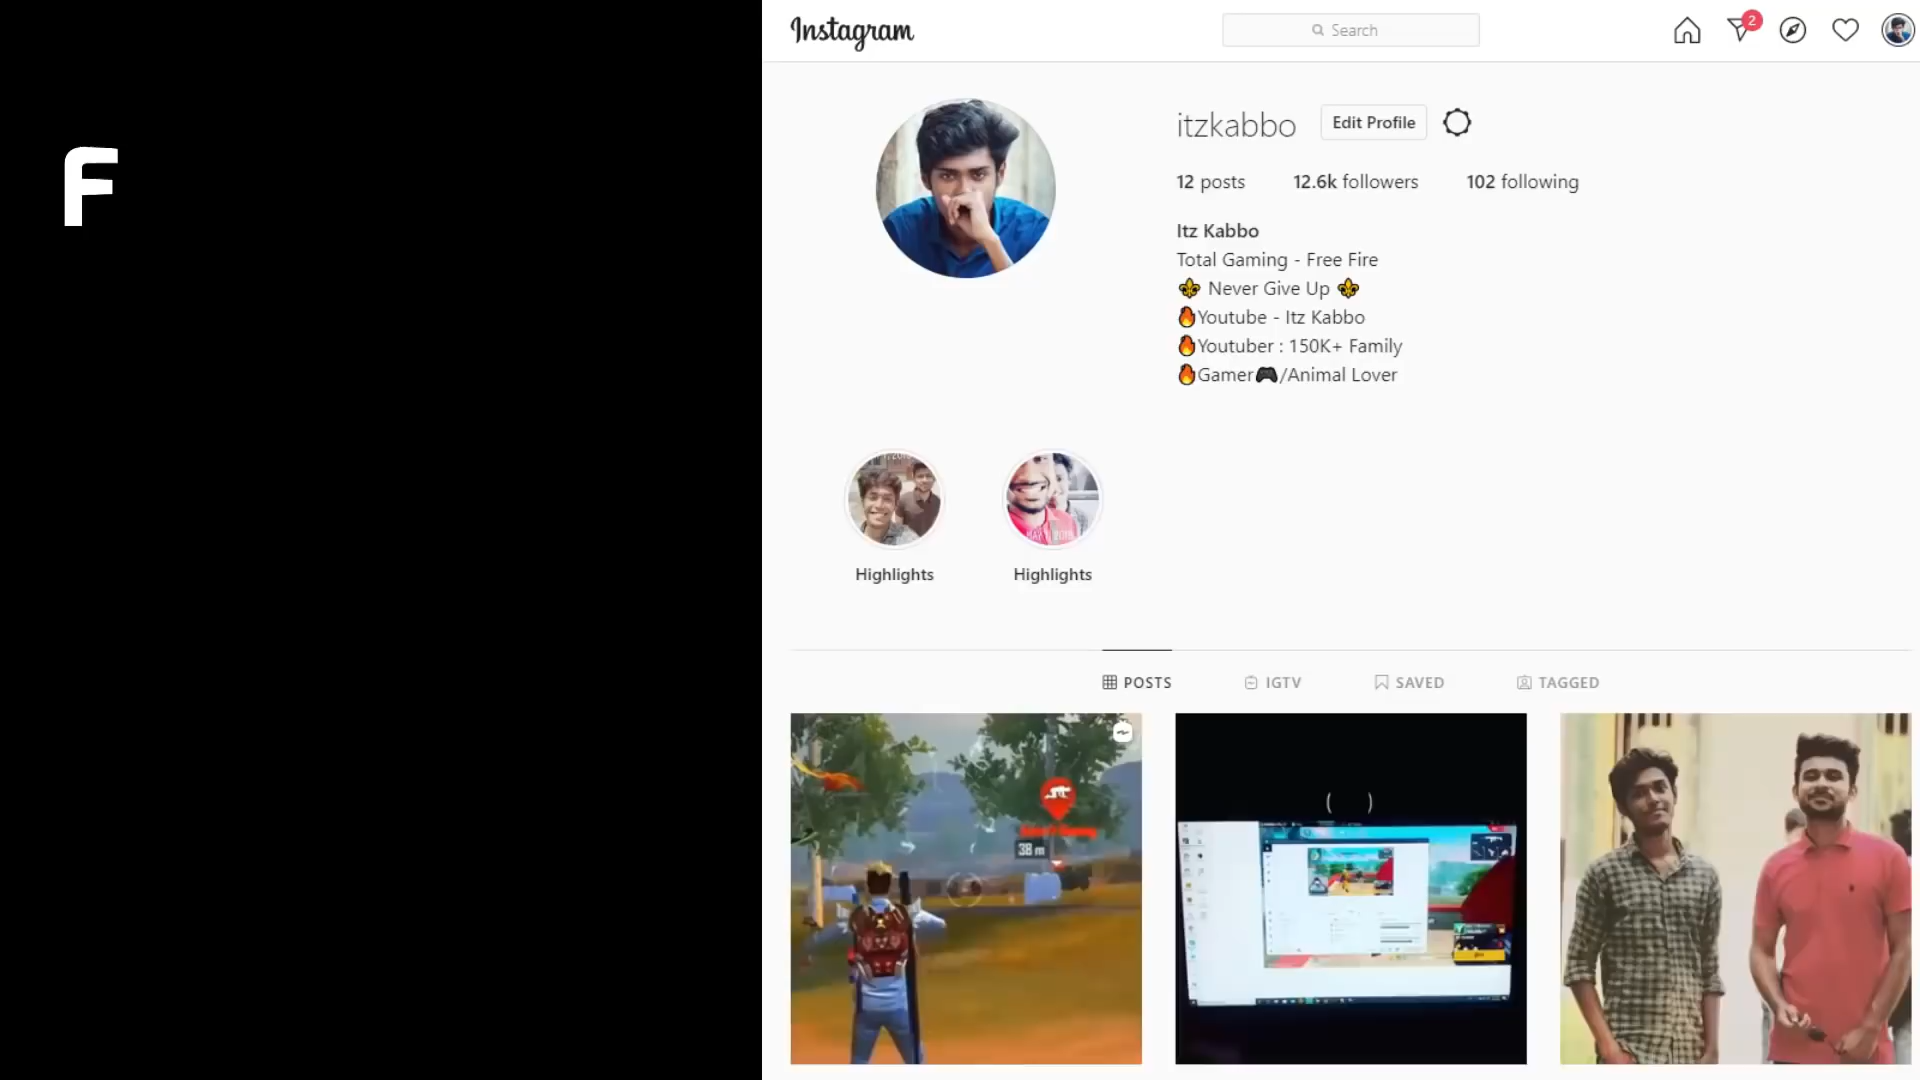 F
Instagram
Search
2
itzkabbo
Edit Profile
12 posts
12.6k followers
102 following
Itz Kabbo
Total Gaming - Free Fire
⚜️ Never Give Up ⚜️
🔥Youtube - Itz Kabbo
🔥Youtuber : 150K+ Family
🔥Gamer🎮/Animal Lover
Highlights
Highlights
POSTS
IGTV
SAVED
TAGGED
38 m